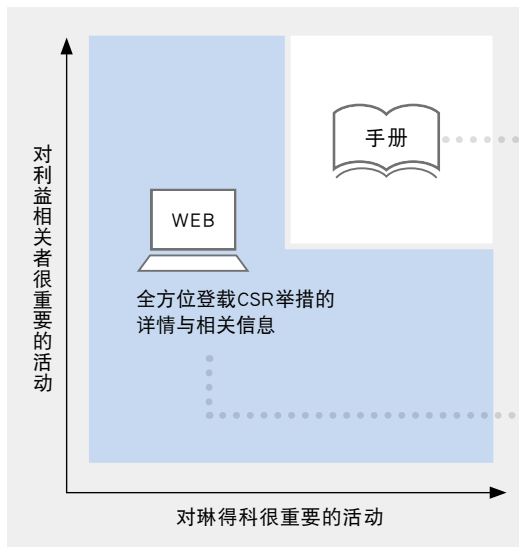 手册
对利益相关者很重要的活动
WEB
全方位登载CSR举措的
详情与相关信息
对琳得科很重要的活动